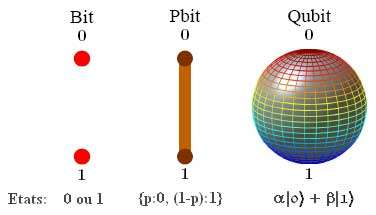 Bit Pbit Qubit
0 0 0
1 1 1
Etats: 0 ou 1 {p:0, (1-p):1} α|0⟩ + β|1⟩